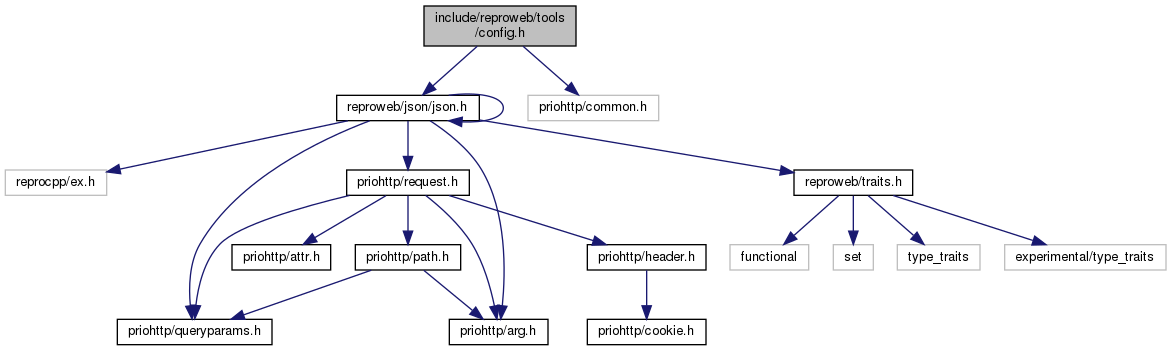 include/reproweb/tools
/config.h
reproweb/json/json.h
priohttp/common.h
reprocpp/ex.h
priohttp/request.h
reproweb/traits.h
priohttp/attr.h
priohttp/path.h
priohttp/header.h
functional
set
type_traits
experimental/type_traits
priohttp/queryparams.h
priohttp/arg.h
priohttp/cookie.h